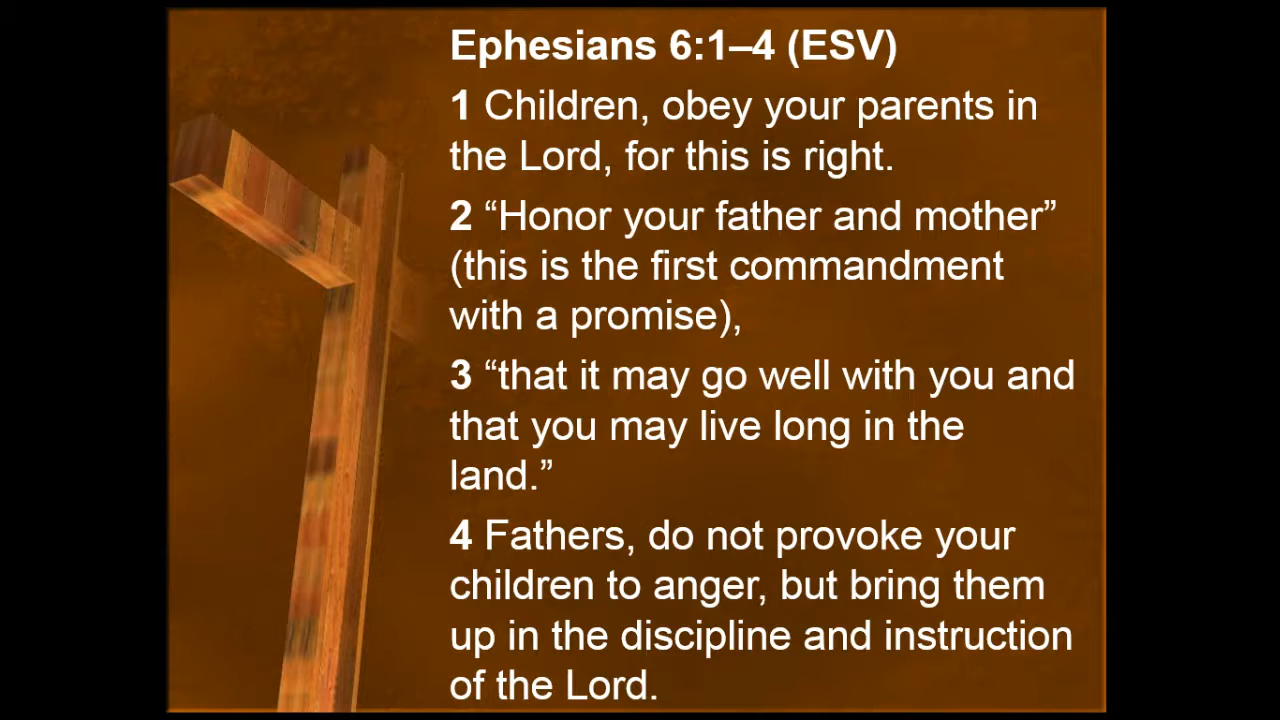 Ephesians 6:1–4 (ESV)
1 Children, obey your parents in
the Lord, for this is right.
2 “Honor your father and mother”
(this is the first commandment
with a promise),
3 “that it may go well with you and
that you may live long in the
land.”
4 Fathers, do not provoke your
children to anger, but bring them
up in the discipline and instruction
of the Lord.